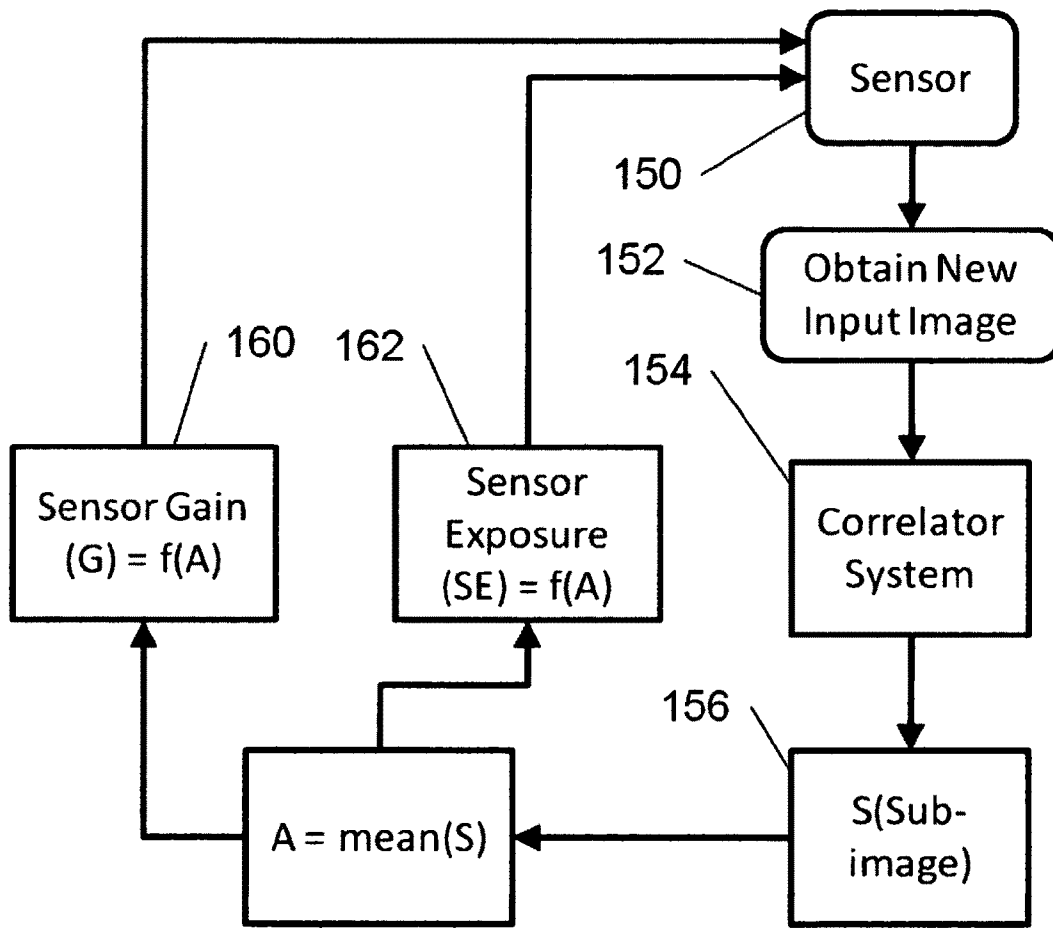 Sensor
150
152
Obtain New
Input Image
160
162
154
Sensor Gain
(G) = f(A)
Sensor
Exposure
(SE) = f(A)
Correlator
System
156
A = mean(S)
S(Sub-
image)